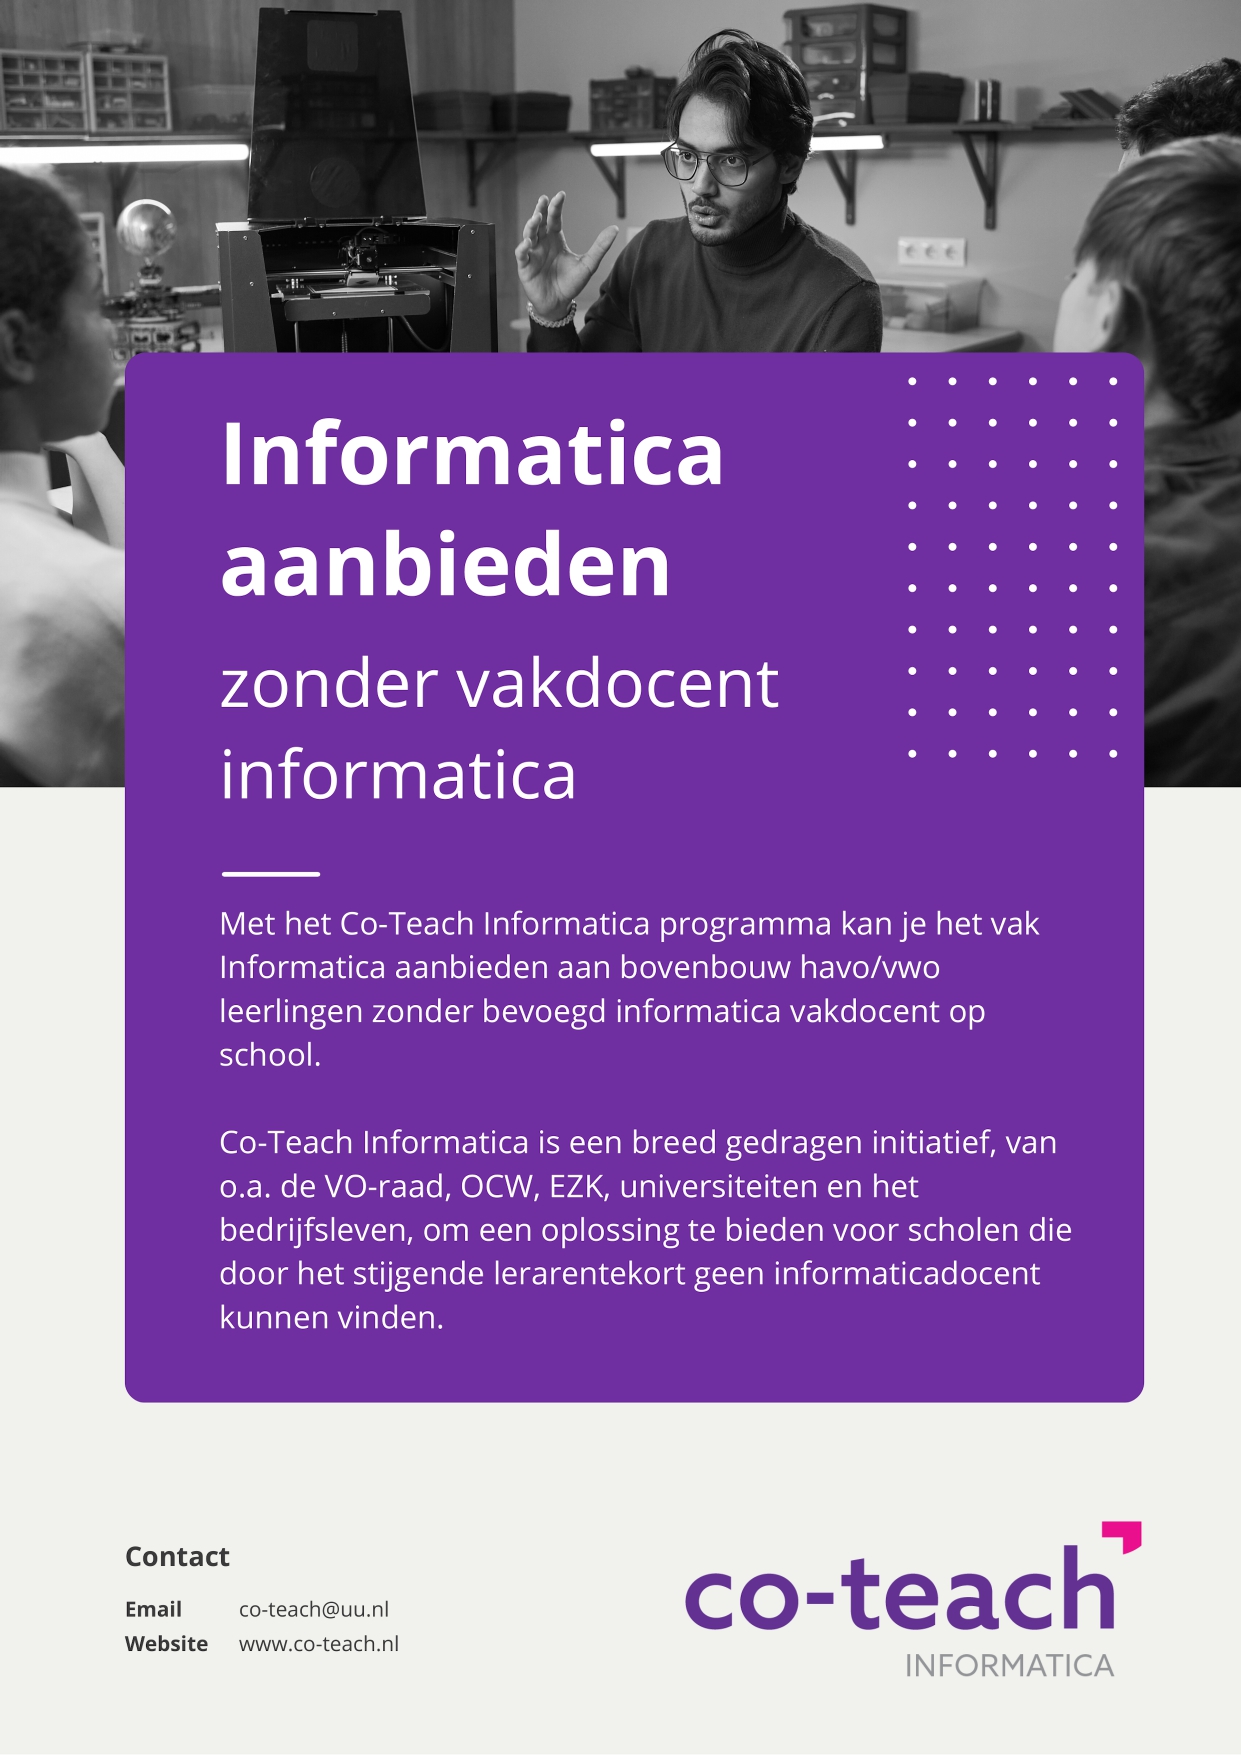 Informatica
aanbieden
zonder vakdocent
informatica
Met het Co-Teach Informatica programma kan je het vak
Informatica aanbieden aan bovenbouw havo/vwo
leerlingen zonder bevoegd informatica vakdocent op
school.
Co-Teach Informatica is een breed gedragen initiatief, van
o.a. de VO-raad, OCW, EZK, universiteiten en het
bedrijfsleven, om een oplossing te bieden voor scholen die
door het stijgende lerarentekort geen informaticadocent
kunnen vinden.
Contact
Email co-teach@uu.nl
Website www.co-teach.nl
co-teach
INFORMATICA